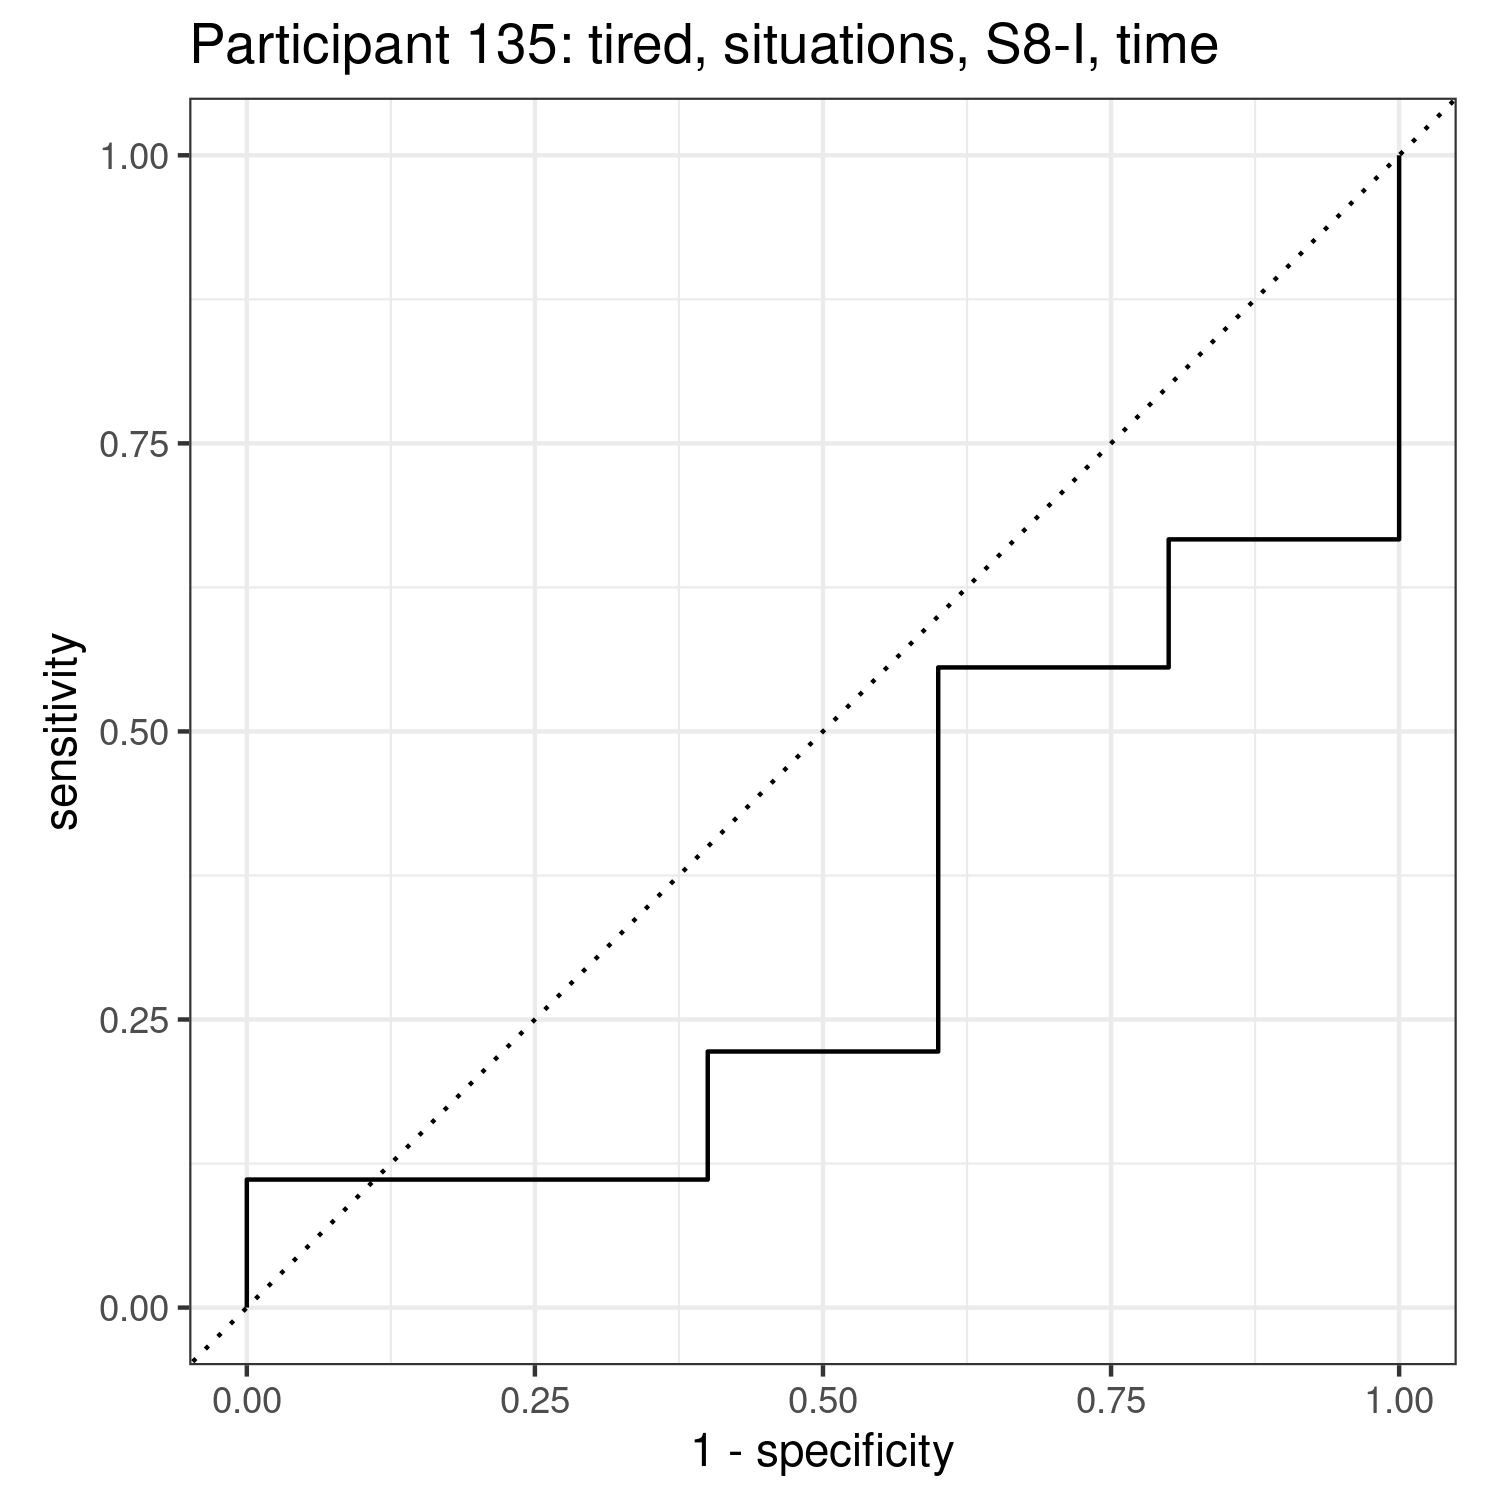 Participant 135: tired, situations, S8-I, time
1.00
0.75
0.50
0.25
0.00
sensitivity
0.00 0.25 0.50 0.75 1.00
1 - specificity